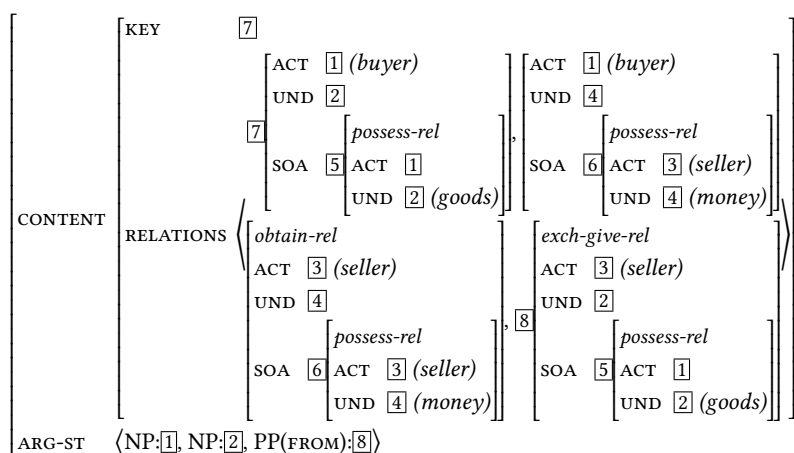 KEY 7
ACT 1 (buyer) ACT 1 (buyer)
UND 2 UND 4
7 possess-rel , possess-rel
SOA 5 ACT 1 SOA 6 ACT 3 (seller)
UND 2 (goods) UND 4 (money)
CONTENT
RELATIONS
obtain-rel exch-give-rel
ACT 3 (seller) ACT 3 (seller)
UND 4 UND 2
, 8
possess-rel possess-rel
SOA 6 ACT 3 (seller) SOA 5 ACT 1
UND 4 (money) UND 2 (goods)
ARG-ST ⟨NP:1, NP:2, PP(FROM):8⟩